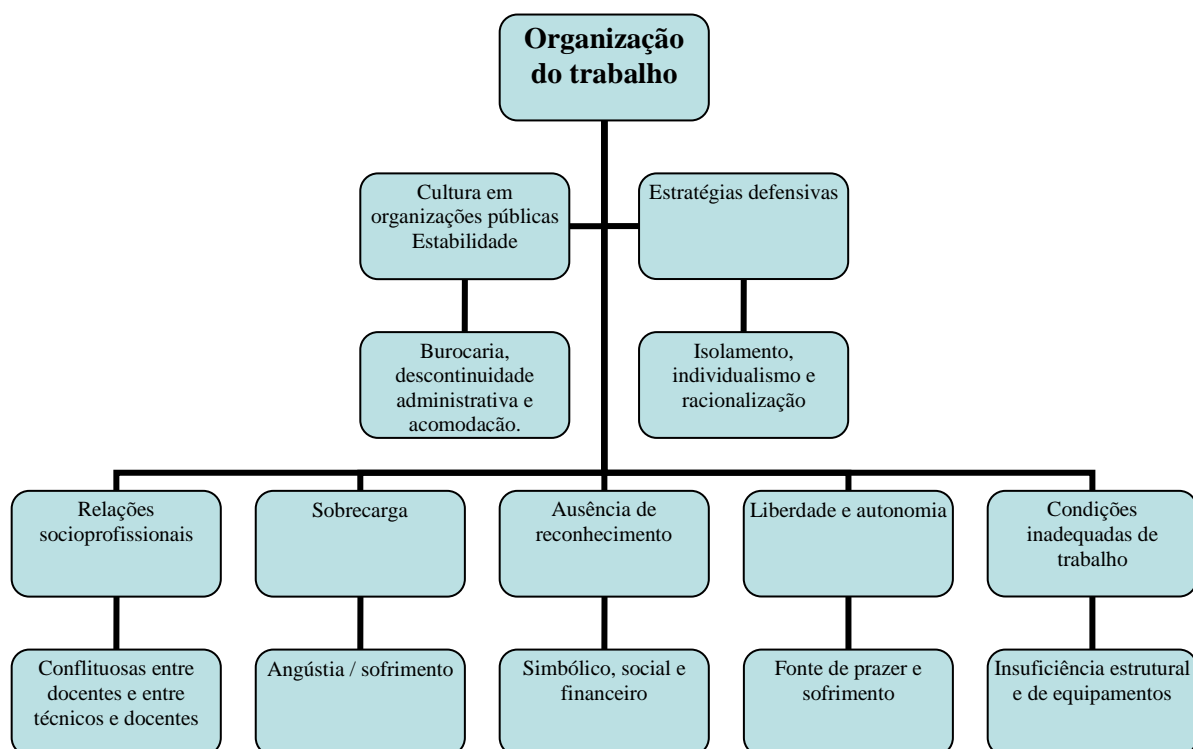 Organização
do trabalho
Cultura em
organizações públicas
Estabilidade
Estratégias defensivas
Burocaria,
descontinuidade
administrativa e
acomodacão.
Isolamento,
individualismo e
racionalização
Relações
socioprofissionais
Sobrecarga
Ausência de
reconhecimento
Liberdade e autonomia
Condições
inadequadas de
trabalho
Conflituosas entre
docentes e entre
técnicos e docentes
Angústia / sofrimento
Simbólico, social e
financeiro
Fonte de prazer e
sofrimento
Insuficiência estrutural
e de equipamentos